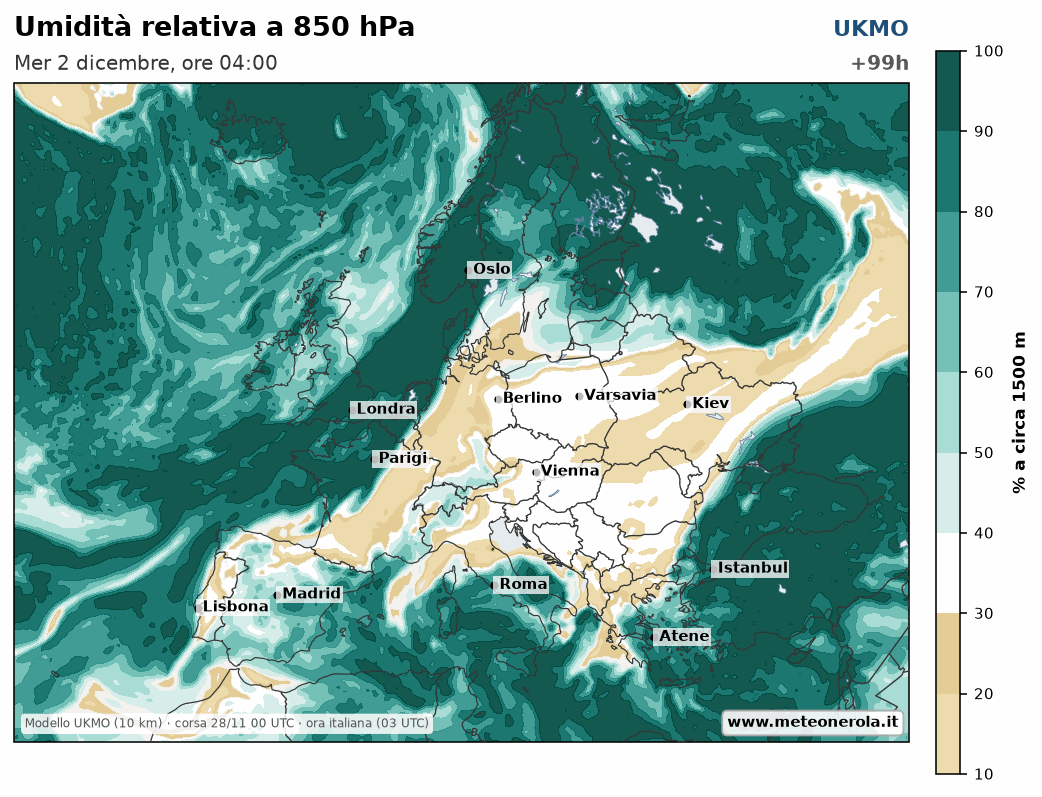 Umidità relativa a 850 hPa
UKMO
Mer 2 dicembre, ore 04:00
+99h
100
90
80
70
60
50
40
30
20
10
% a circa 1500 m
Oslo
Londra
Berlino
Varsavia
Kiev
Parigi
Vienna
Istanbul
Roma
Madrid
Lisbona
Atene
Modello UKMO (10 km) · corsa 28/11 00 UTC · ora italiana (03 UTC)
www.meteonerola.it